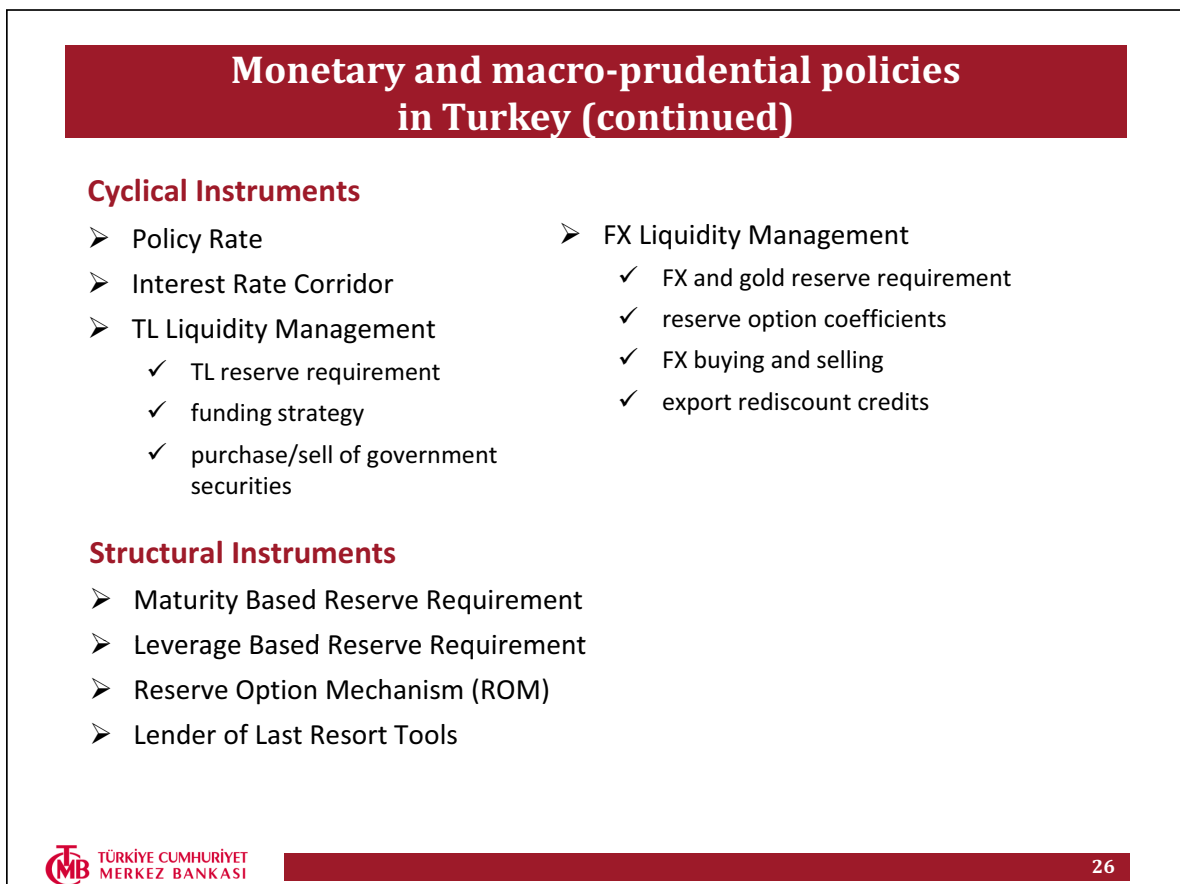 Monetary and macro-prudential policies
in Turkey (continued)
Cyclical Instruments
➢ Policy Rate
➢ Interest Rate Corridor
➢ TL Liquidity Management
✓ TL reserve requirement
✓ funding strategy
✓ purchase/sell of government
securities
➢ FX Liquidity Management
✓ FX and gold reserve requirement
✓ reserve option coefficients
✓ FX buying and selling
✓ export rediscount credits
Structural Instruments
➢ Maturity Based Reserve Requirement
➢ Leverage Based Reserve Requirement
➢ Reserve Option Mechanism (ROM)
➢ Lender of Last Resort Tools
TCMB
TÜRKİYE CUMHURİYET
MERKEZ BANKASI
26